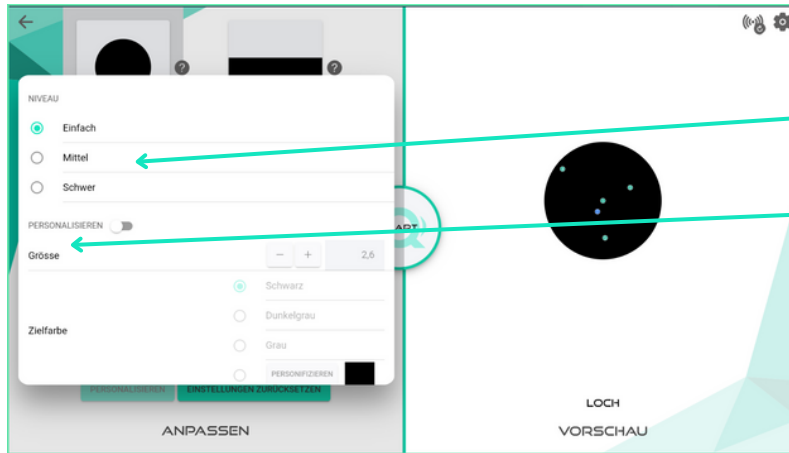 ?
?
NIVEAU
Einfach
Mittel
Schwer
PERSONALISIEREN
Grösse
− + 2,6
Zielfarbe
Schwarz
Dunkelgrau
Grau
PERSONIFIZIEREN
PERSONALISIEREN
EINSTELLUNGEN ZURÜCKSETZEN
ANPASSEN
ART
LOCH
VORSCHAU